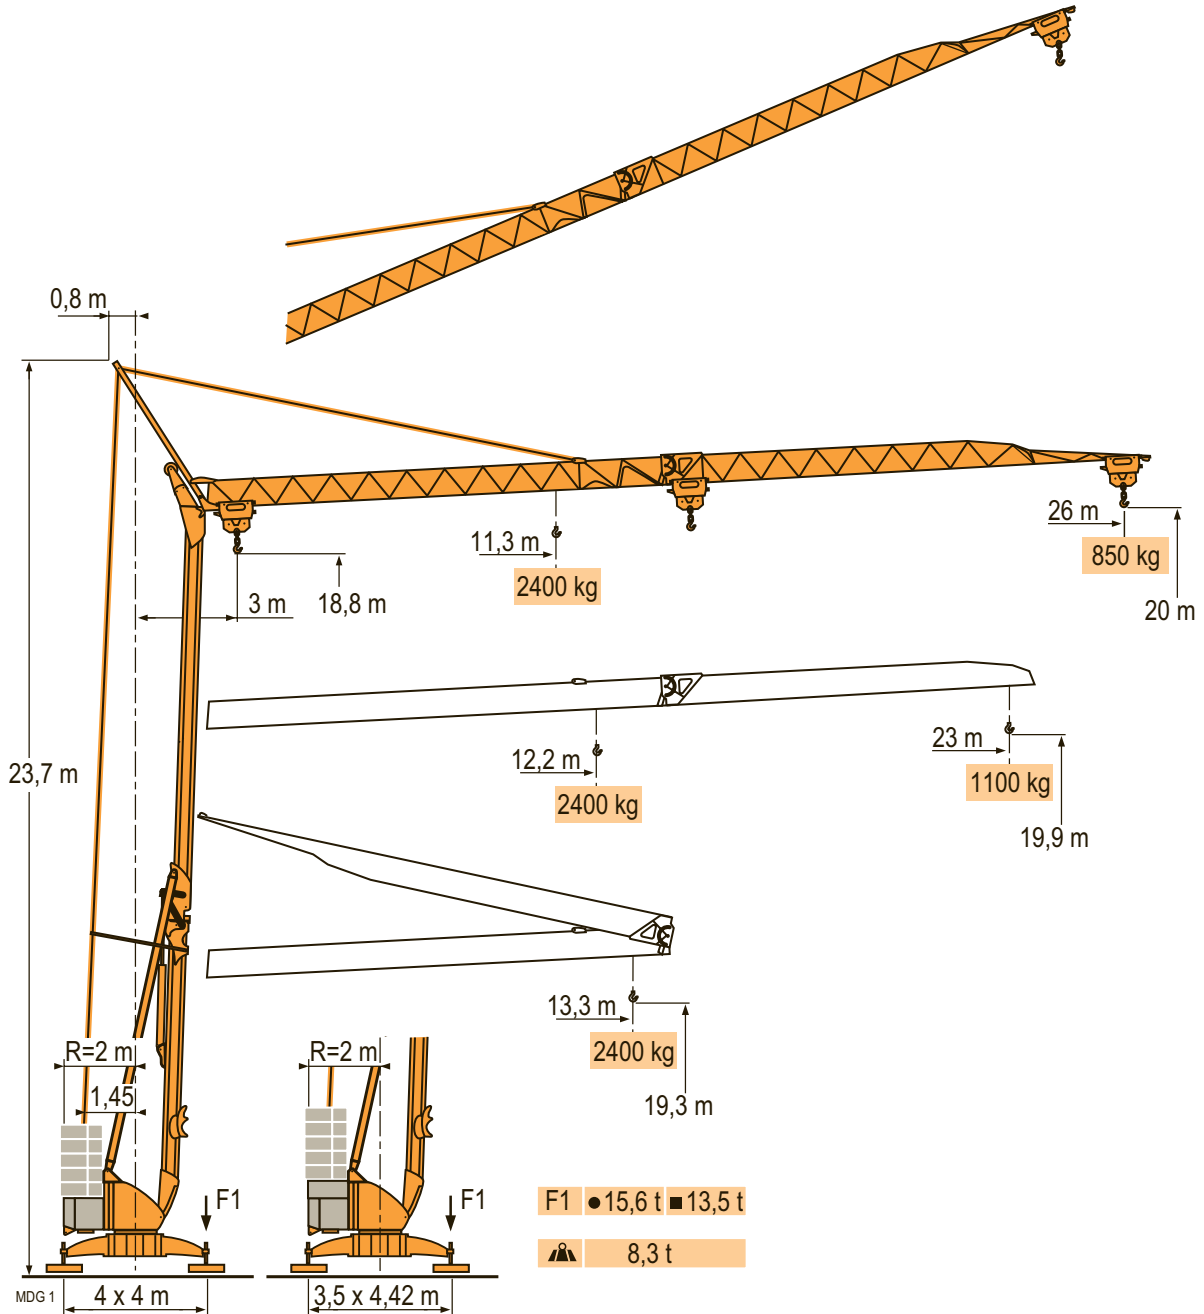 0,8 m
11,3 m
2400 kg
26 m
850 kg
3 m
18,8 m
20 m
23,7 m
12,2 m
2400 kg
23 m
1100 kg
19,9 m
13,3 m
2400 kg
19,3 m
R=2 m
1,45
R=2 m
F1
F1
F1 15,6 t 13,5 t
8,3 t
MDG 1
4 x 4 m
3,5 x 4,42 m